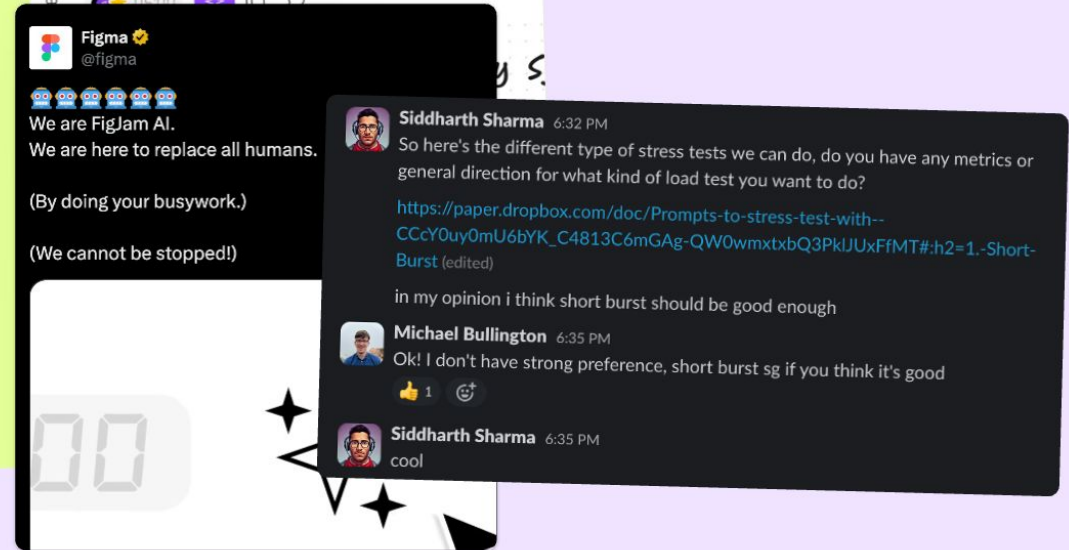 Figma
@figma
🤖🤖🤖🤖🤖🤖
We are FigJam AI.
We are here to replace all humans.
(By doing your busywork.)
(We cannot be stopped!)
00
y S
Siddharth Sharma 6:32 PM
So here's the different type of stress tests we can do, do you have any metrics or
general direction for what kind of load test you want to do?
https://paper.dropbox.com/doc/Prompts-to-stress-test-with--
CCcY0uy0mU6bYK_C4813C6mGAg-QW0wmxtxbQ3PklJUxFfMT#:h2=1.-Short-
Burst (edited)
in my opinion i think short burst should be good enough
Michael Bullington 6:35 PM
Ok! I don't have strong preference, short burst sg if you think it's good
👍 1
Siddharth Sharma 6:35 PM
cool